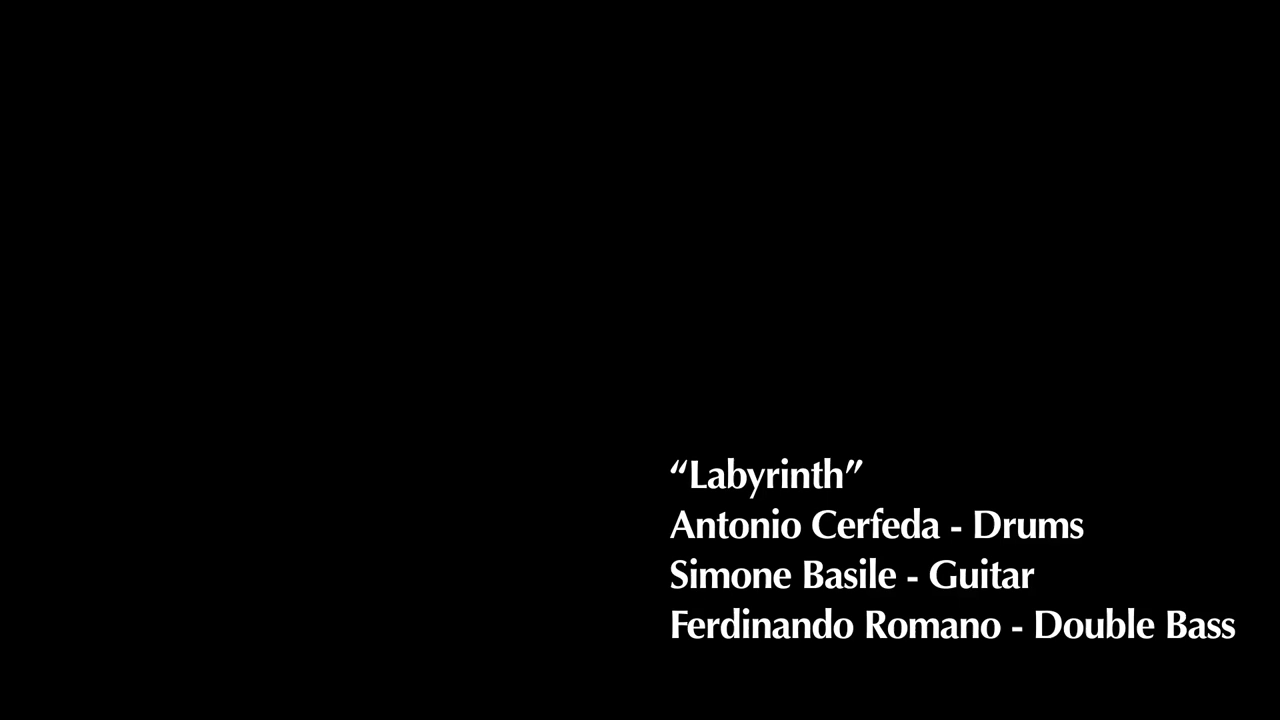 “Labyrinth”
Antonio Cerfeda - Drums
Simone Basile - Guitar
Ferdinando Romano - Double Bass